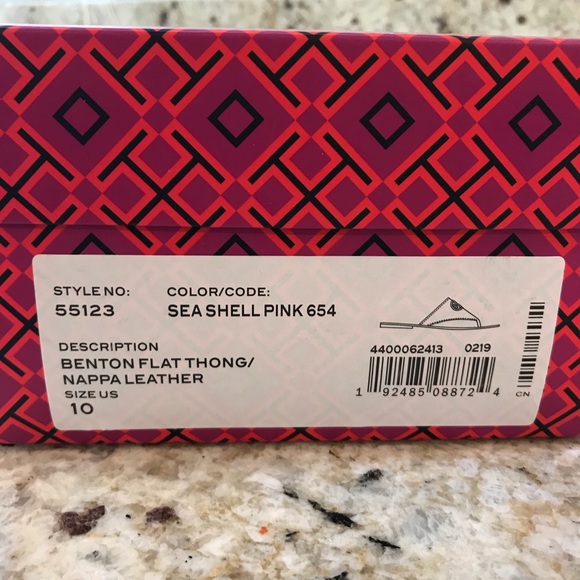 STYLE NO: COLOR/CODE:
55123 SEA SHELL PINK 654
DESCRIPTION
BENTON FLAT THONG/
NAPPA LEATHER
SIZE US
10
4400062413 0219
1 92485 08872 4
CN